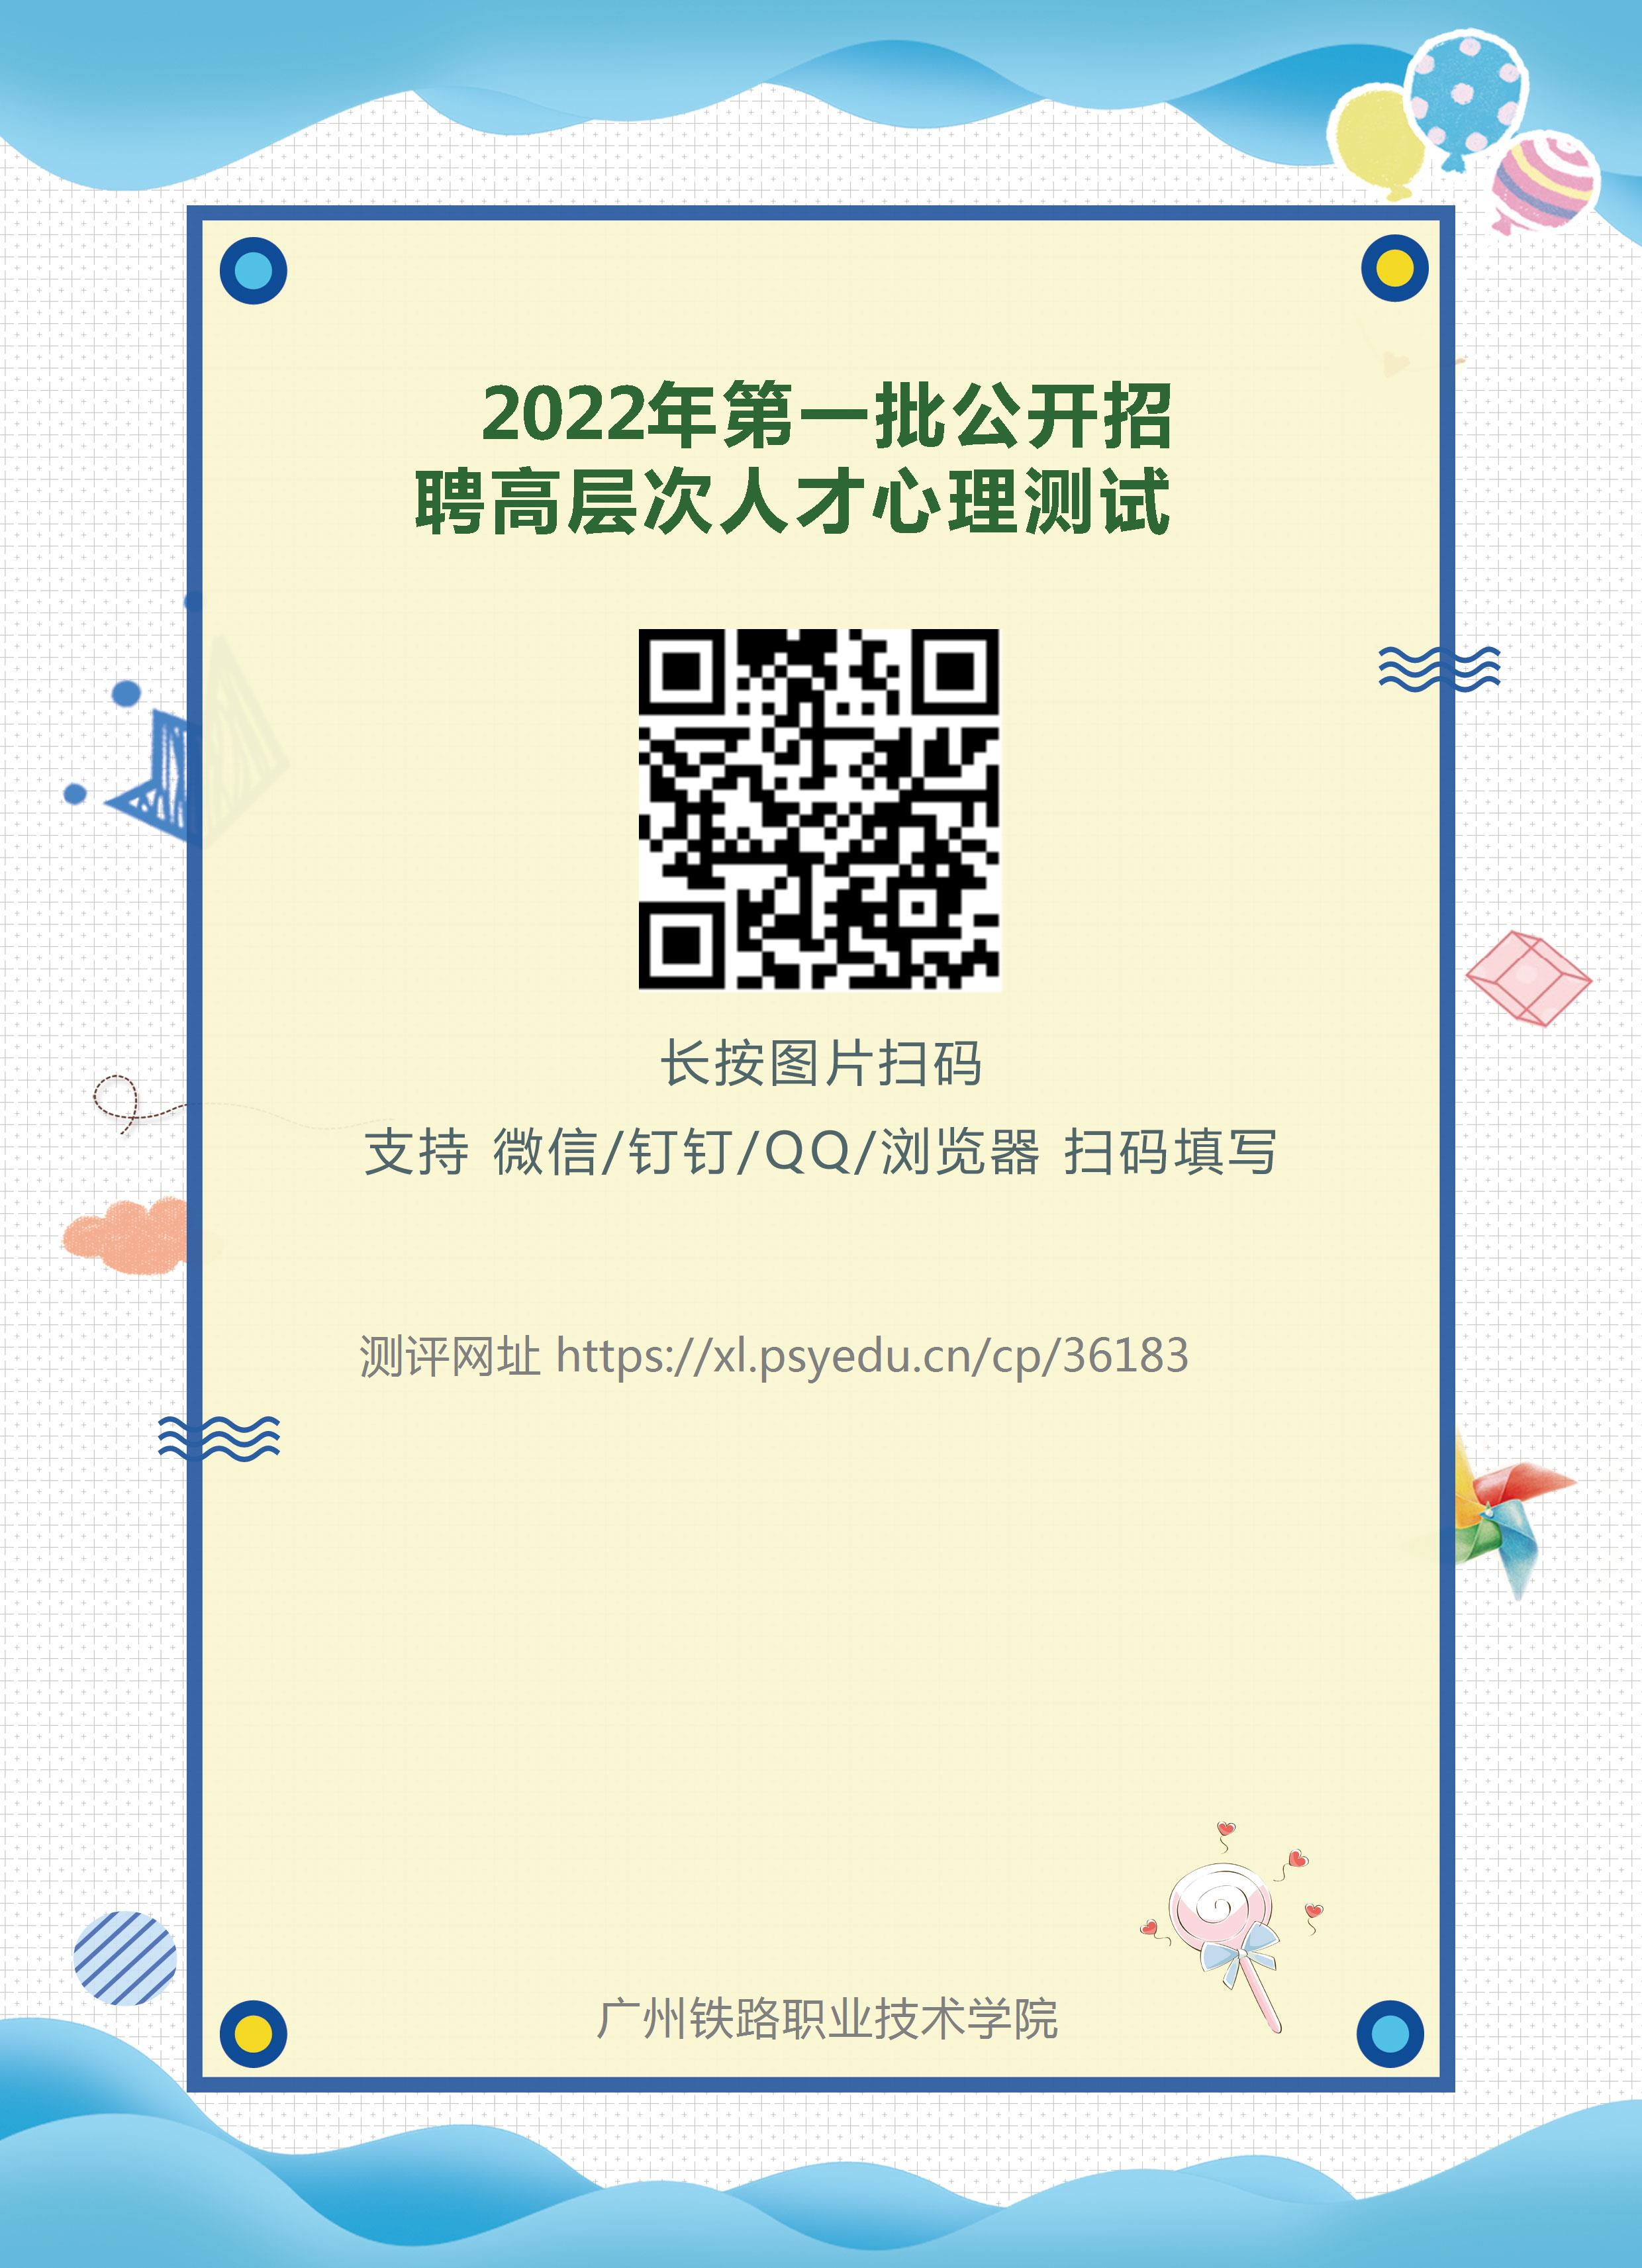 2022年第一批公开招
聘高层次人才心理测试
长按图片扫码
支持 微信/钉钉/QQ/浏览器 扫码填写
测评网址 https://xl.psyedu.cn/cp/36183
广州铁路职业技术学院